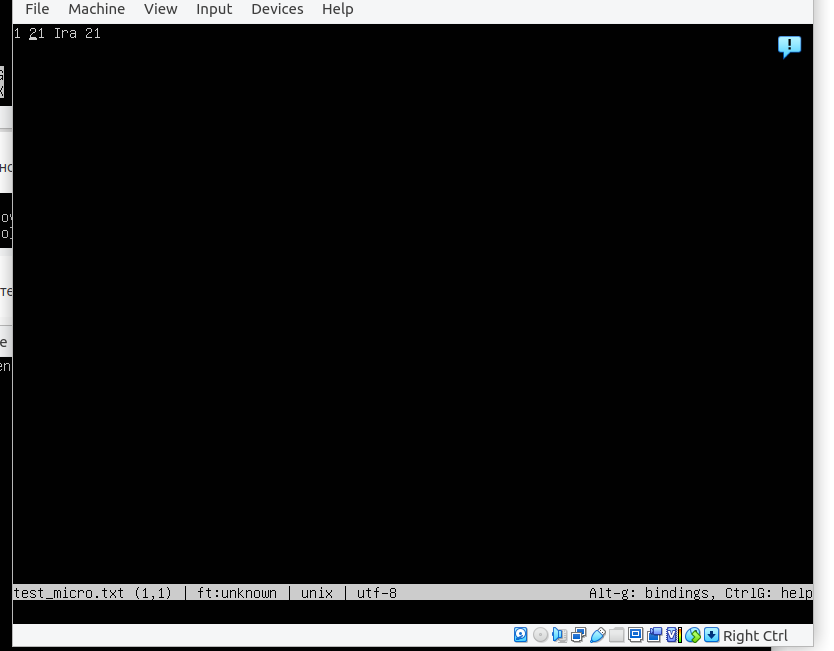 File Machine View Input Devices Help
1 21 Ira 21
test_micro.txt (1,1) | ft:unknown | unix | utf-8 Alt-g: bindings, CtrlG: help
Right Ctrl